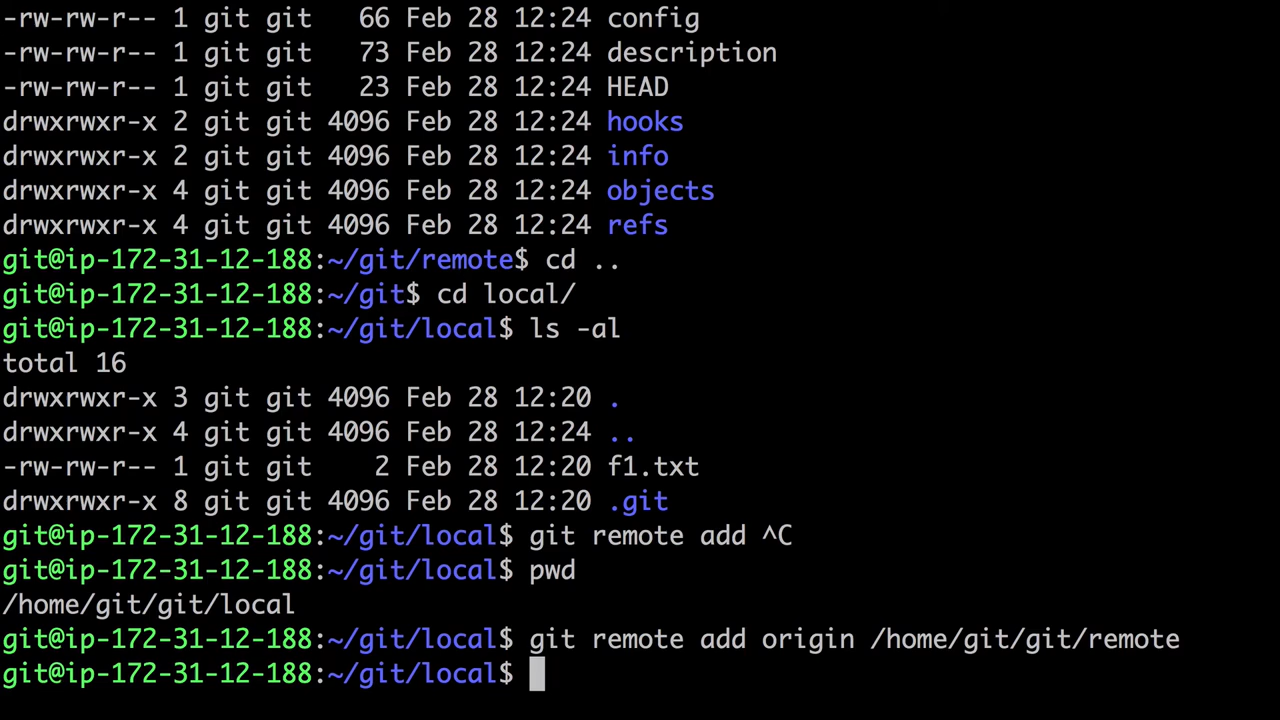 -rw-rw-r-- 1 git git   66 Feb 28 12:24 config
-rw-rw-r-- 1 git git   73 Feb 28 12:24 description
-rw-rw-r-- 1 git git   23 Feb 28 12:24 HEAD
drwxrwxr-x 2 git git 4096 Feb 28 12:24 hooks
drwxrwxr-x 2 git git 4096 Feb 28 12:24 info
drwxrwxr-x 4 git git 4096 Feb 28 12:24 objects
drwxrwxr-x 4 git git 4096 Feb 28 12:24 refs
git@ip-172-31-12-188:~/git/remote$ cd ..
git@ip-172-31-12-188:~/git$ cd local/
git@ip-172-31-12-188:~/git/local$ ls -al
total 16
drwxrwxr-x 3 git git 4096 Feb 28 12:20 .
drwxrwxr-x 4 git git 4096 Feb 28 12:24 ..
-rw-rw-r-- 1 git git    2 Feb 28 12:20 f1.txt
drwxrwxr-x 8 git git 4096 Feb 28 12:20 .git
git@ip-172-31-12-188:~/git/local$ git remote add ^C
git@ip-172-31-12-188:~/git/local$ pwd
/home/git/git/local
git@ip-172-31-12-188:~/git/local$ git remote add origin /home/git/git/remote
git@ip-172-31-12-188:~/git/local$